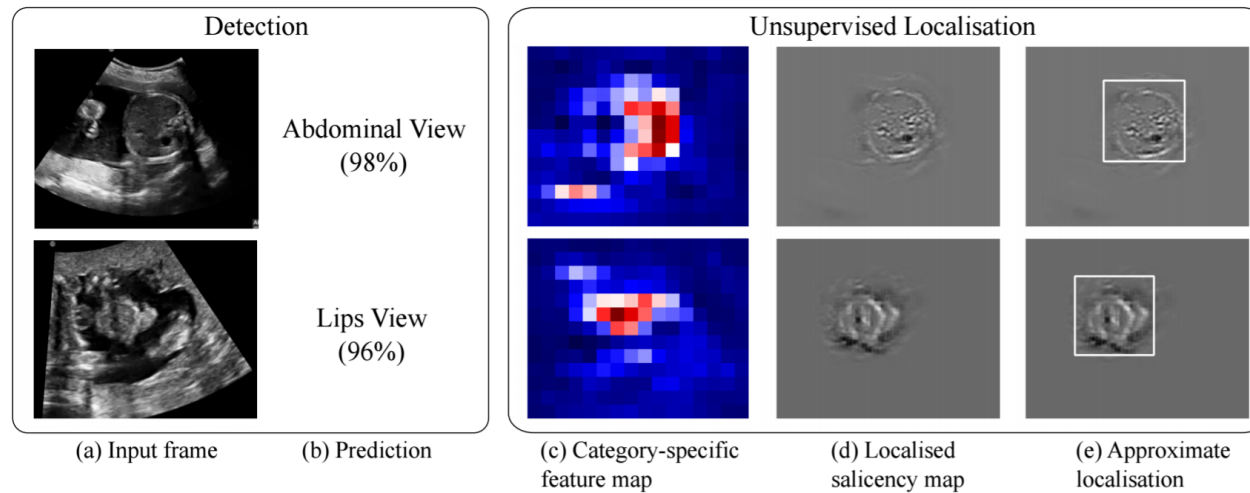 Detection
Unsupervised Localisation
Abdominal View
(98%)
Lips View
(96%)
(a) Input frame
(b) Prediction
(c) Category-specific
feature map
(d) Localised
salicency map
(e) Approximate
localisation